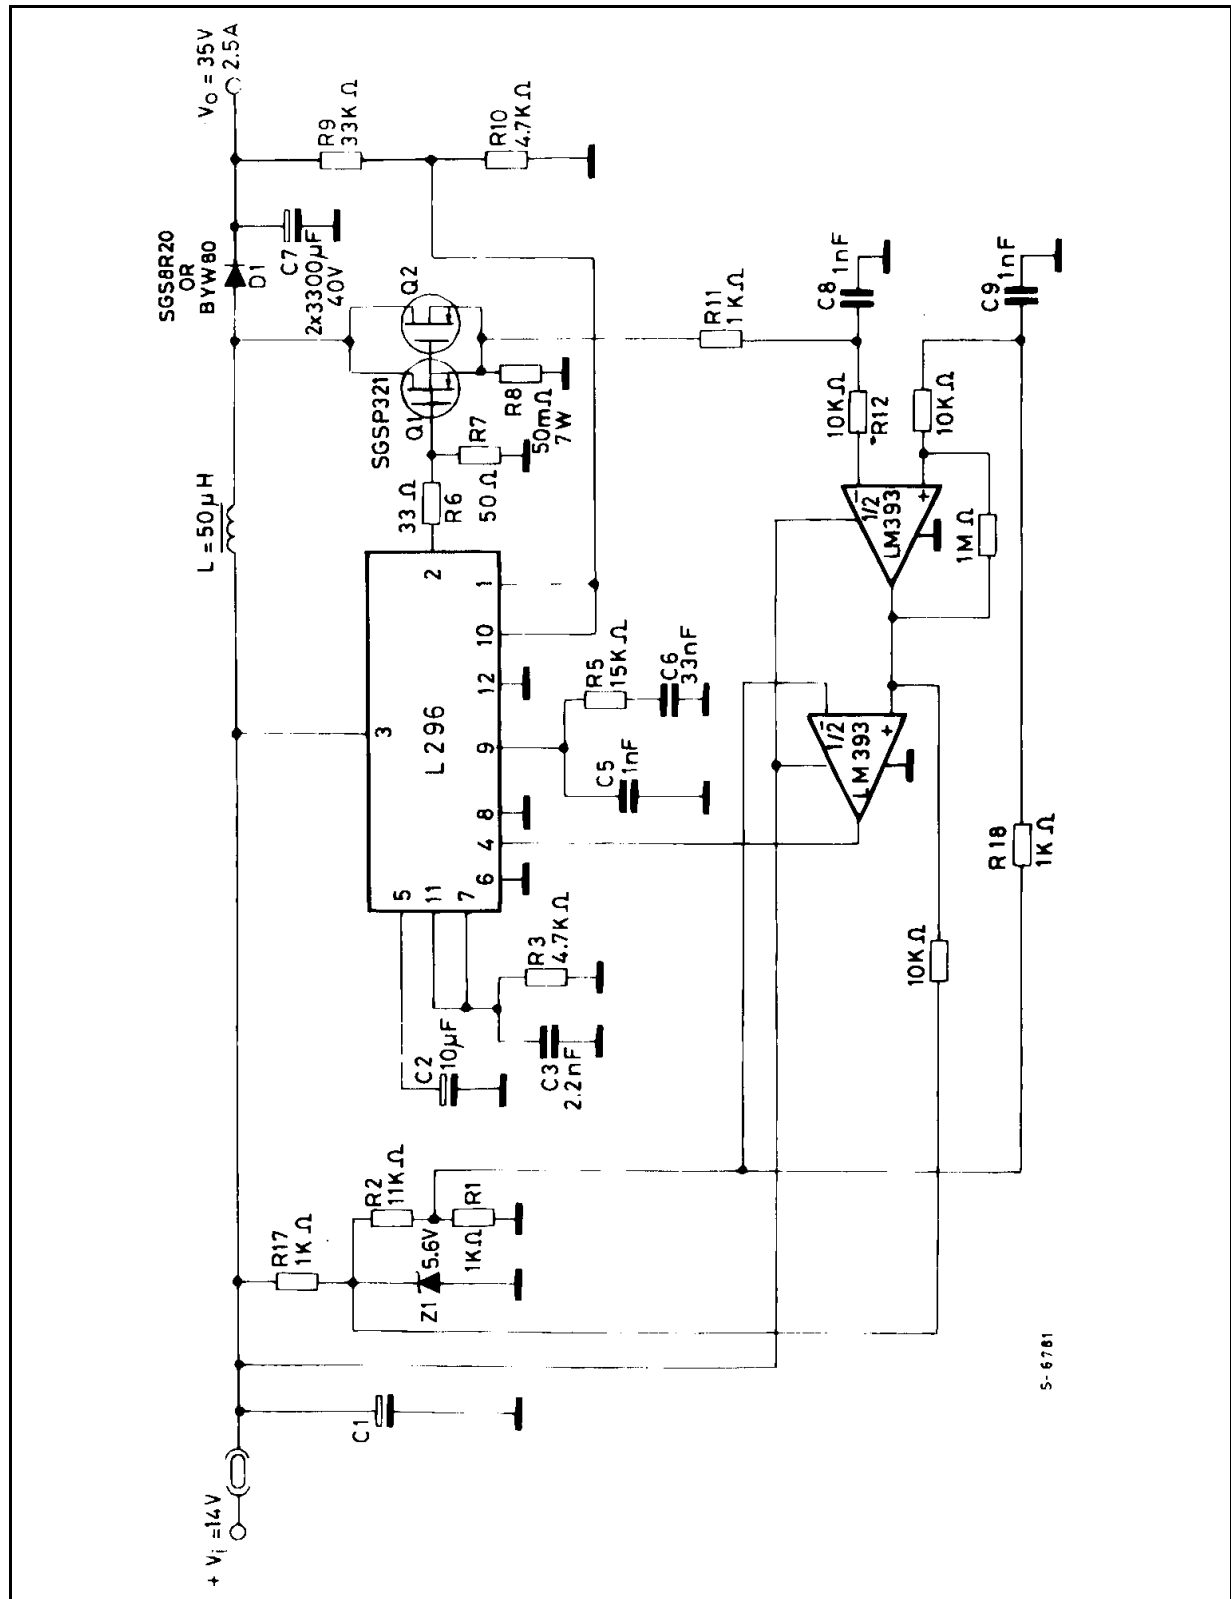 + Vi =14V
C1
R17
1KΩ
Z1
5.6V
R2
11KΩ
R1
1KΩ
C2
10µF
C3
2.2nF
R3
4.7KΩ
L=50µH
5
11
7
6
4
8
9
12
10
1
2
3
L296
C5
1nF
R5
15KΩ
C6
33nF
33Ω
R6
R7
50Ω
SGSP321
Q1
Q2
R8
50mΩ
7W
SGS8R20
OR
BYW80
D1
C7
2x3300µF
40V
Vo = 35V
2.5A
R9
33KΩ
R10
4.7KΩ
R11
1KΩ
C8
1nF
10KΩ
R12
10KΩ
C9
1nF
1/2
LM393
-
+
1MΩ
1/2
LM393
-
+
10KΩ
R18
1KΩ
S-6781